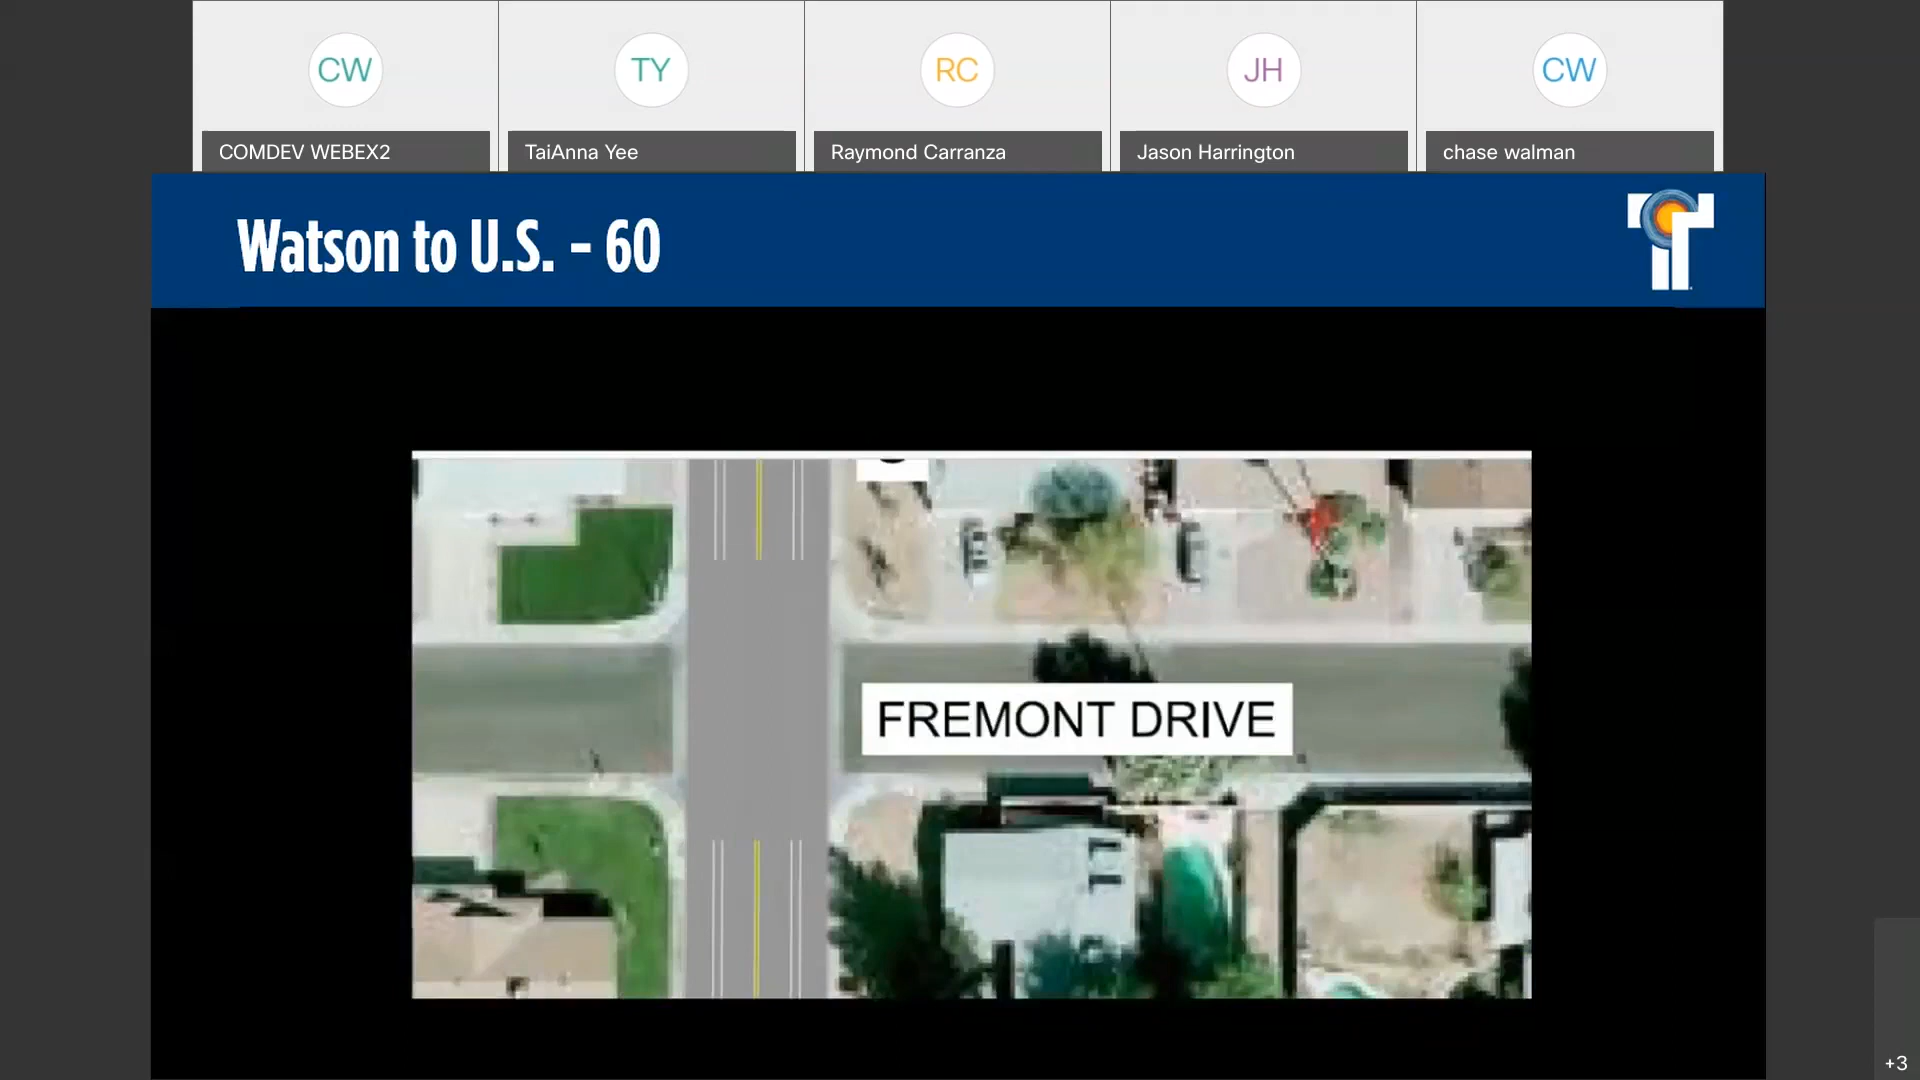 CW
TY
RC
JH
CW
COMDEV WEBEX2
TaiAnna Yee
Raymond Carranza
Jason Harrington
chase walman
Watson to U.S. - 60
FREMONT DRIVE
+3